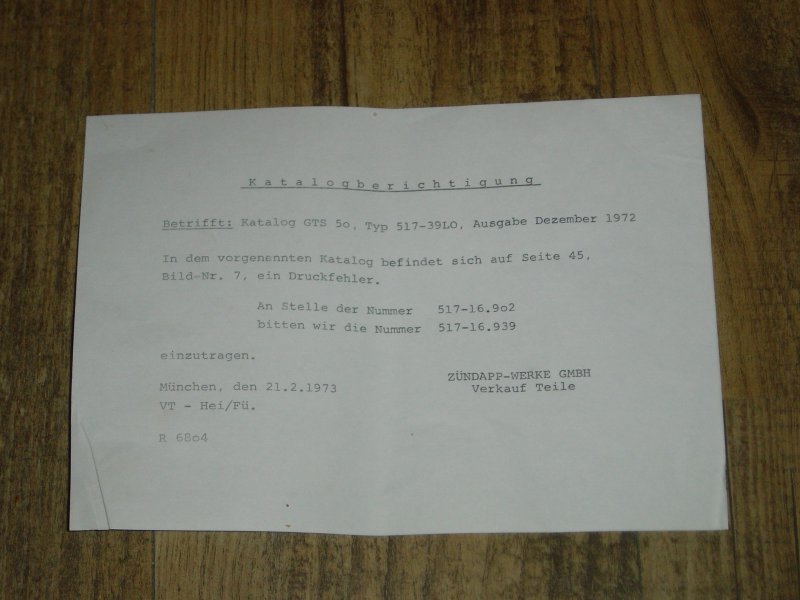 Katalogberichtigung
Betrifft: Katalog GTS 5o, Typ 517-39LO, Ausgabe Dezember 1972
In dem vorgenannten Katalog befindet sich auf Seite 45,
Bild-Nr. 7, ein Druckfehler.
An Stelle der Nummer 517-16.9o2
bitten wir die Nummer 517-16.939
einzutragen.
München, den 21.2.1973
VT - Hei/Fü.
ZÜNDAPP-WERKE GMBH
Verkauf Teile
R 68o4